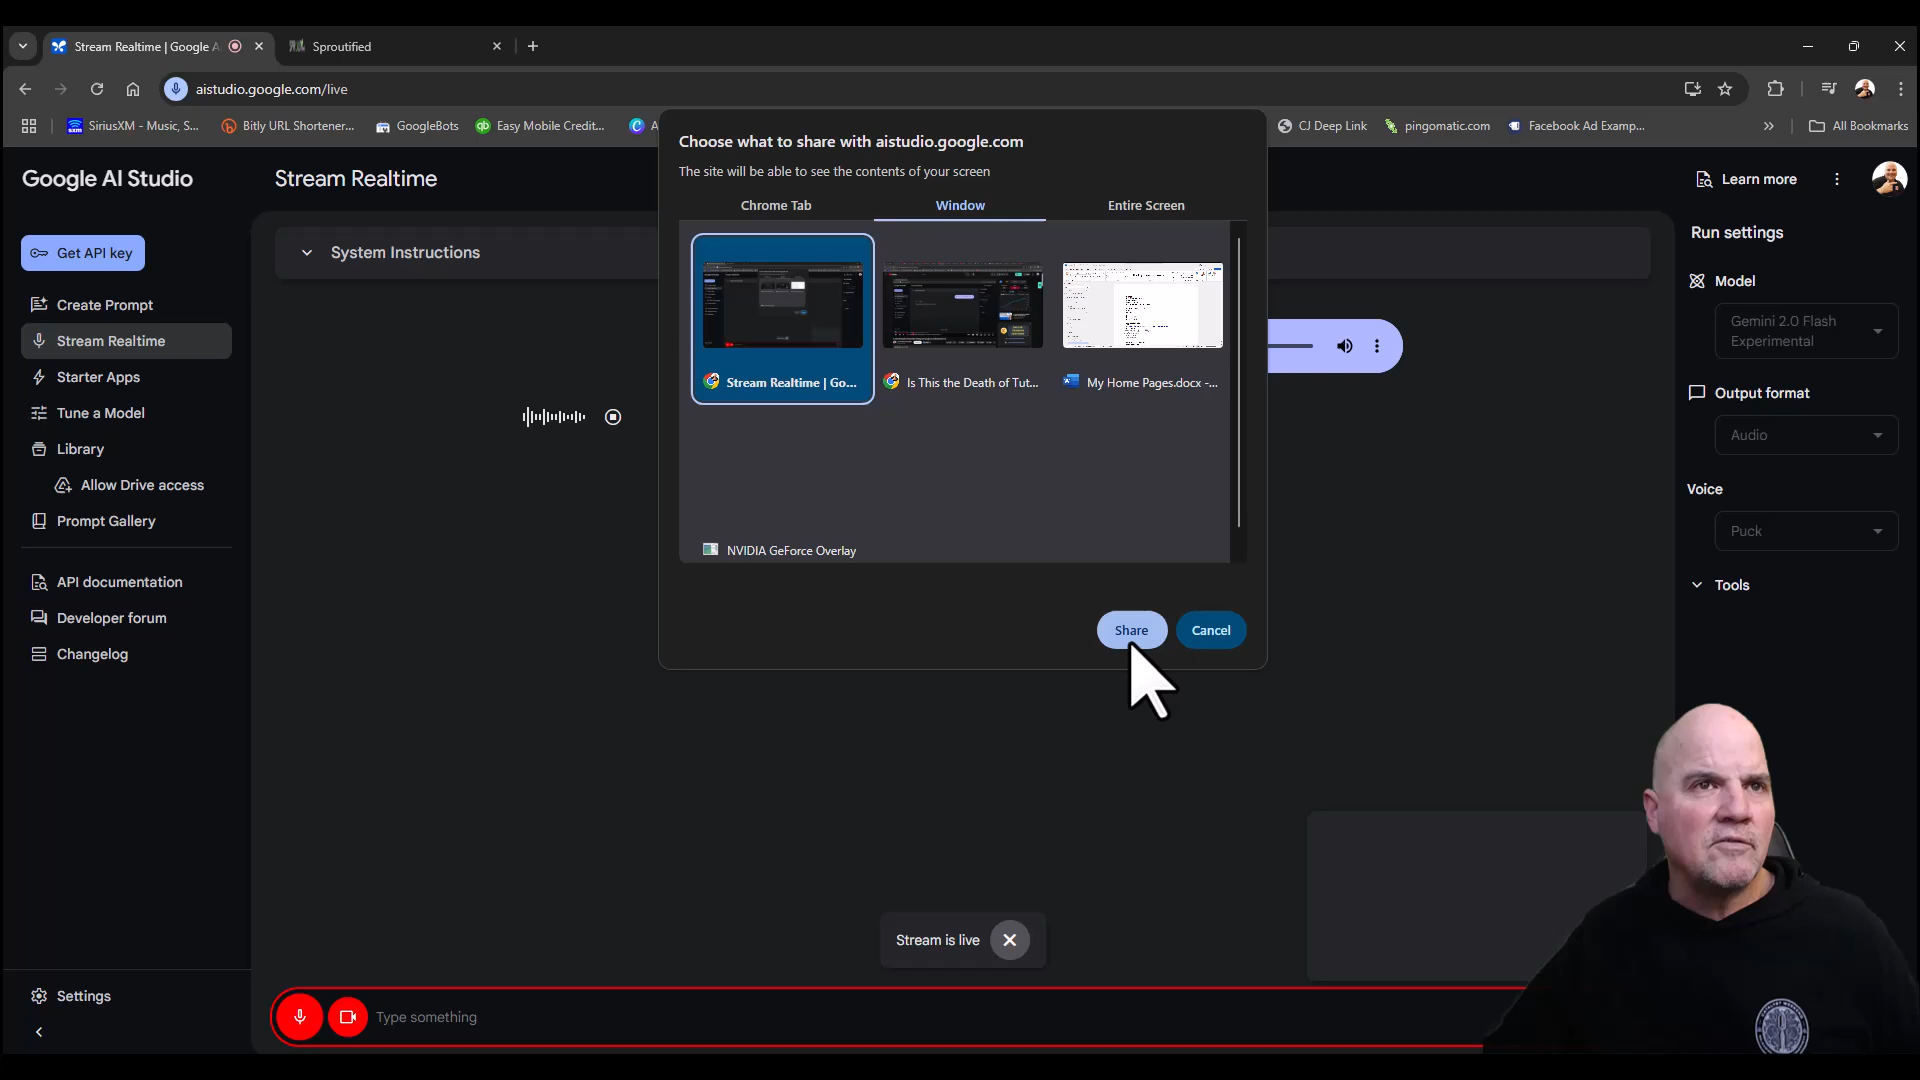 Stream Realtime | Google A
Sproutified
aistudio.google.com/live
SiriusXM - Music, S...
Bitly URL Shortener...
GoogleBots
Easy Mobile Credit...
A
CJ Deep Link
pingomatic.com
Facebook Ad Examp...
All Bookmarks
Google AI Studio
Stream Realtime
Learn more
Get API key
Create Prompt
Stream Realtime
Starter Apps
Tune a Model
Library
Allow Drive access
Prompt Gallery
API documentation
Developer forum
Changelog
Settings
System Instructions
Choose what to share with aistudio.google.com
The site will be able to see the contents of your screen
Chrome Tab
Window
Entire Screen
Stream Realtime | Go...
Is This the Death of Tut...
My Home Pages.docx -...
NVIDIA GeForce Overlay
Share
Cancel
Stream is live
Type something
Run settings
Model
Gemini 2.0 Flash
Experimental
Output format
Audio
Voice
Puck
Tools